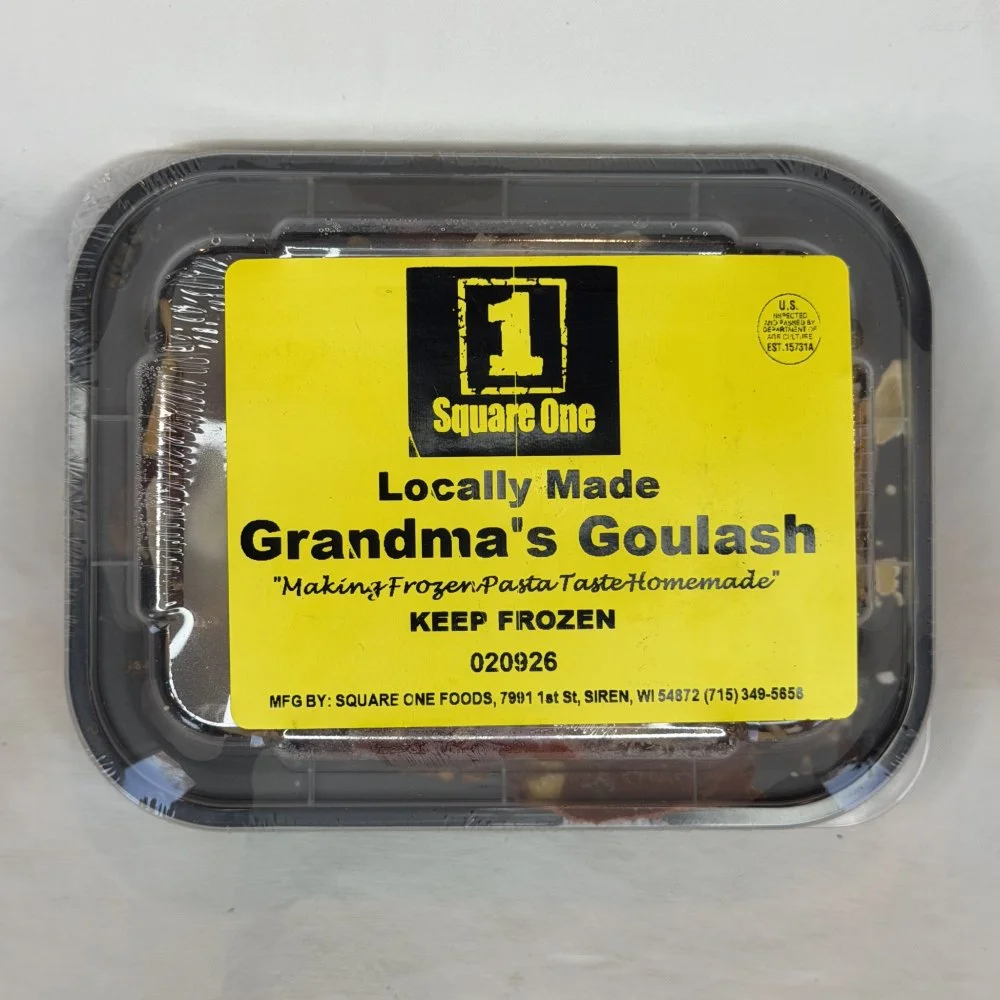 1
Square One
U.S.
INSPECTED
AND PASSED BY
DEPARTMENT OF
AGRICULTURE
EST.15731A
Locally Made
Grandma's Goulash
"Making Frozen Pasta Taste Homemade"
KEEP FROZEN
020926
MFG BY: SQUARE ONE FOODS, 7991 1st St, SIREN, WI 54872 (715) 349-5658